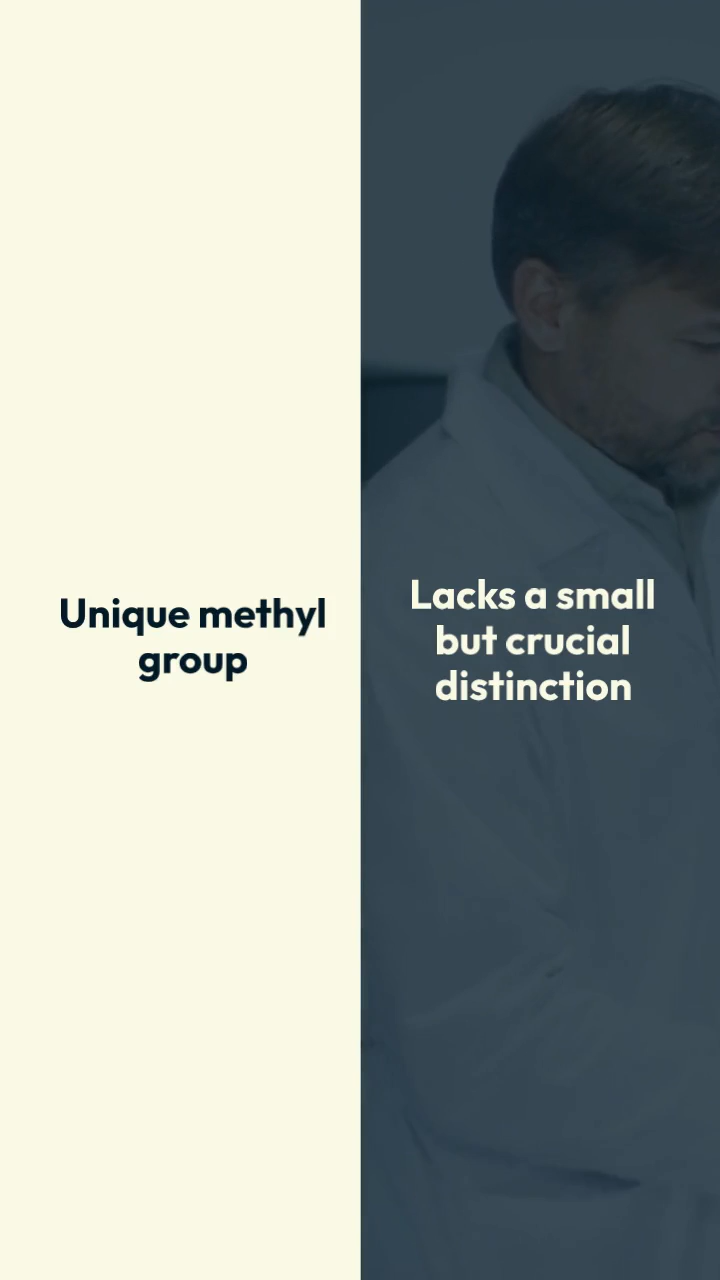 Unique methyl
group
Lacks a small
but crucial
distinction